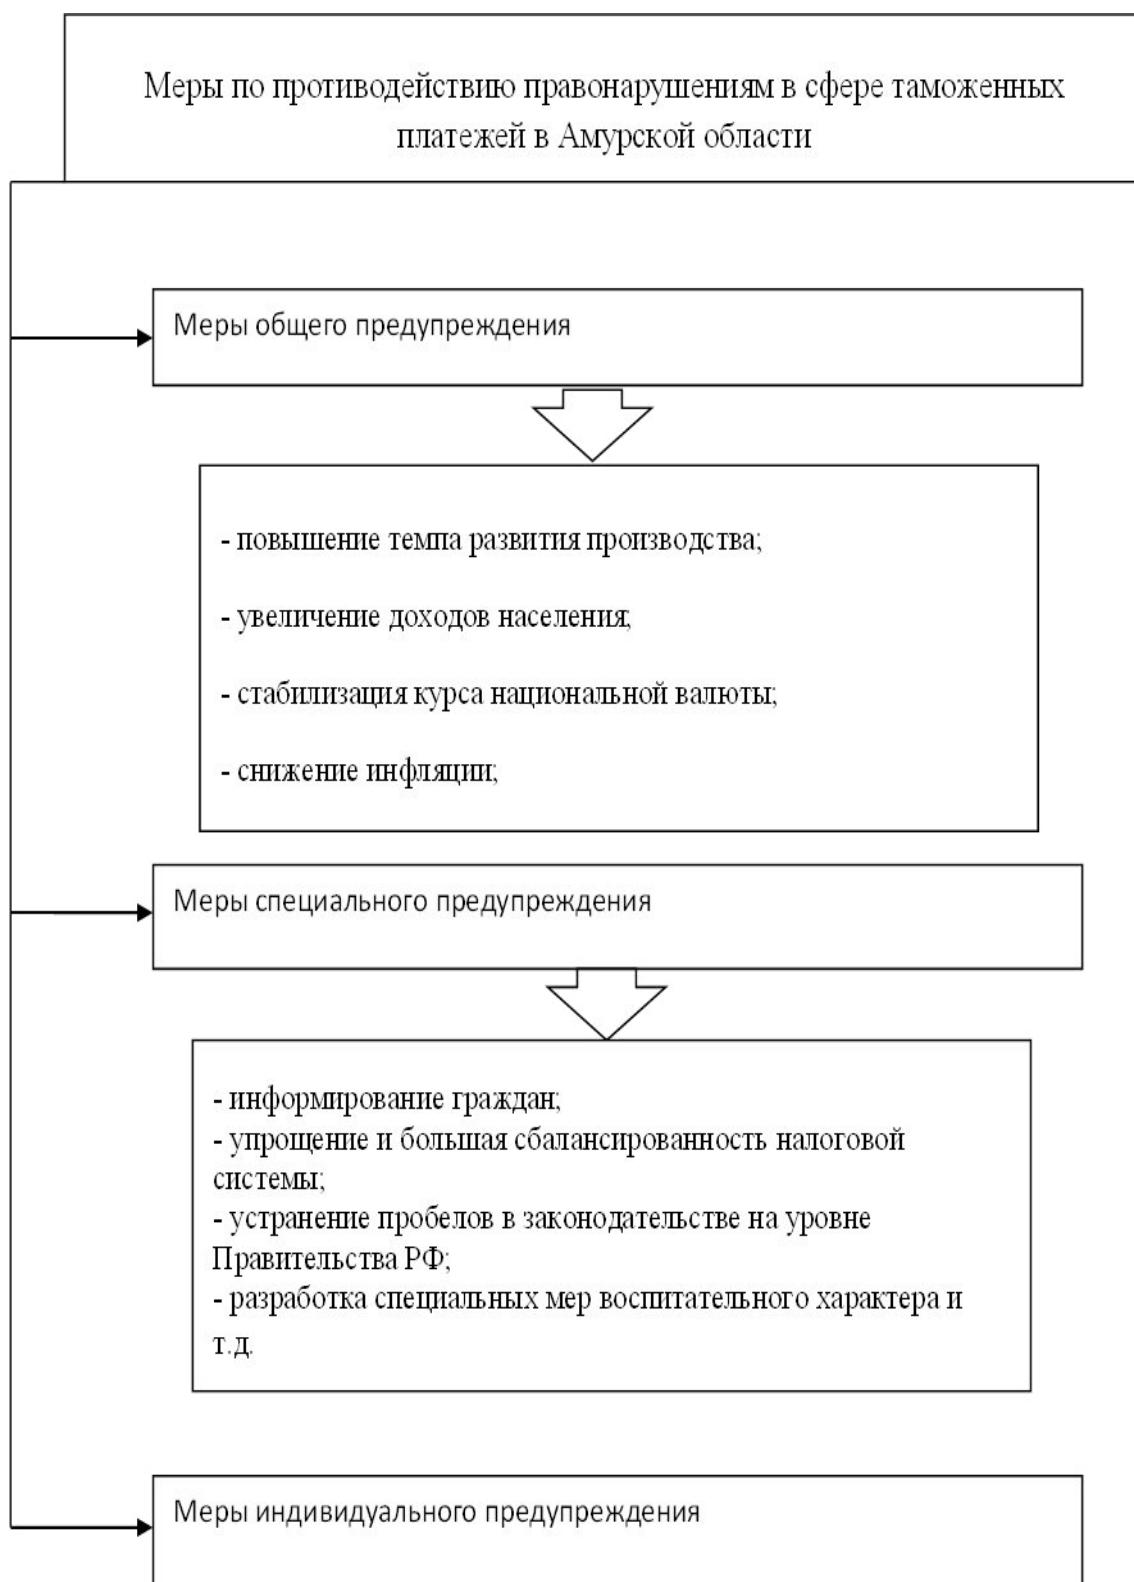 Меры по противодействию правонарушениям в сфере таможенных
платежей в Амурской области
Меры общего предупреждения
- повышение темпа развития производства;
- увеличение доходов населения;
- стабилизация курса национальной валюты;
- снижение инфляции;
Меры специального предупреждения
- информирование граждан;
- упрощение и большая сбалансированность налоговой
системы;
- устранение пробелов в законодательстве на уровне
Правительства РФ;
- разработка специальных мер воспитательного характера и
т.д.
Меры индивидуального предупреждения